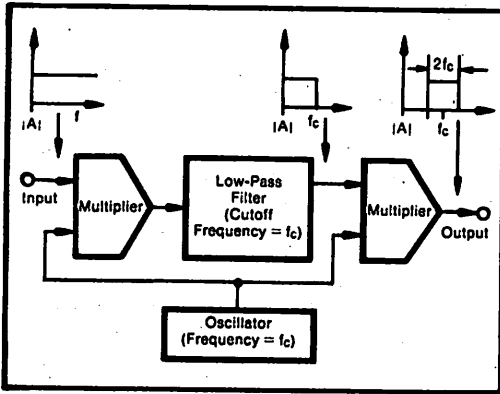 |A|
f
|A|
fc
2fc
|A|
fc
Input
Multiplier
Low-Pass
Filter
(Cutoff
Frequency = fc)
Multiplier
Output
Oscillator
(Frequency = fc)